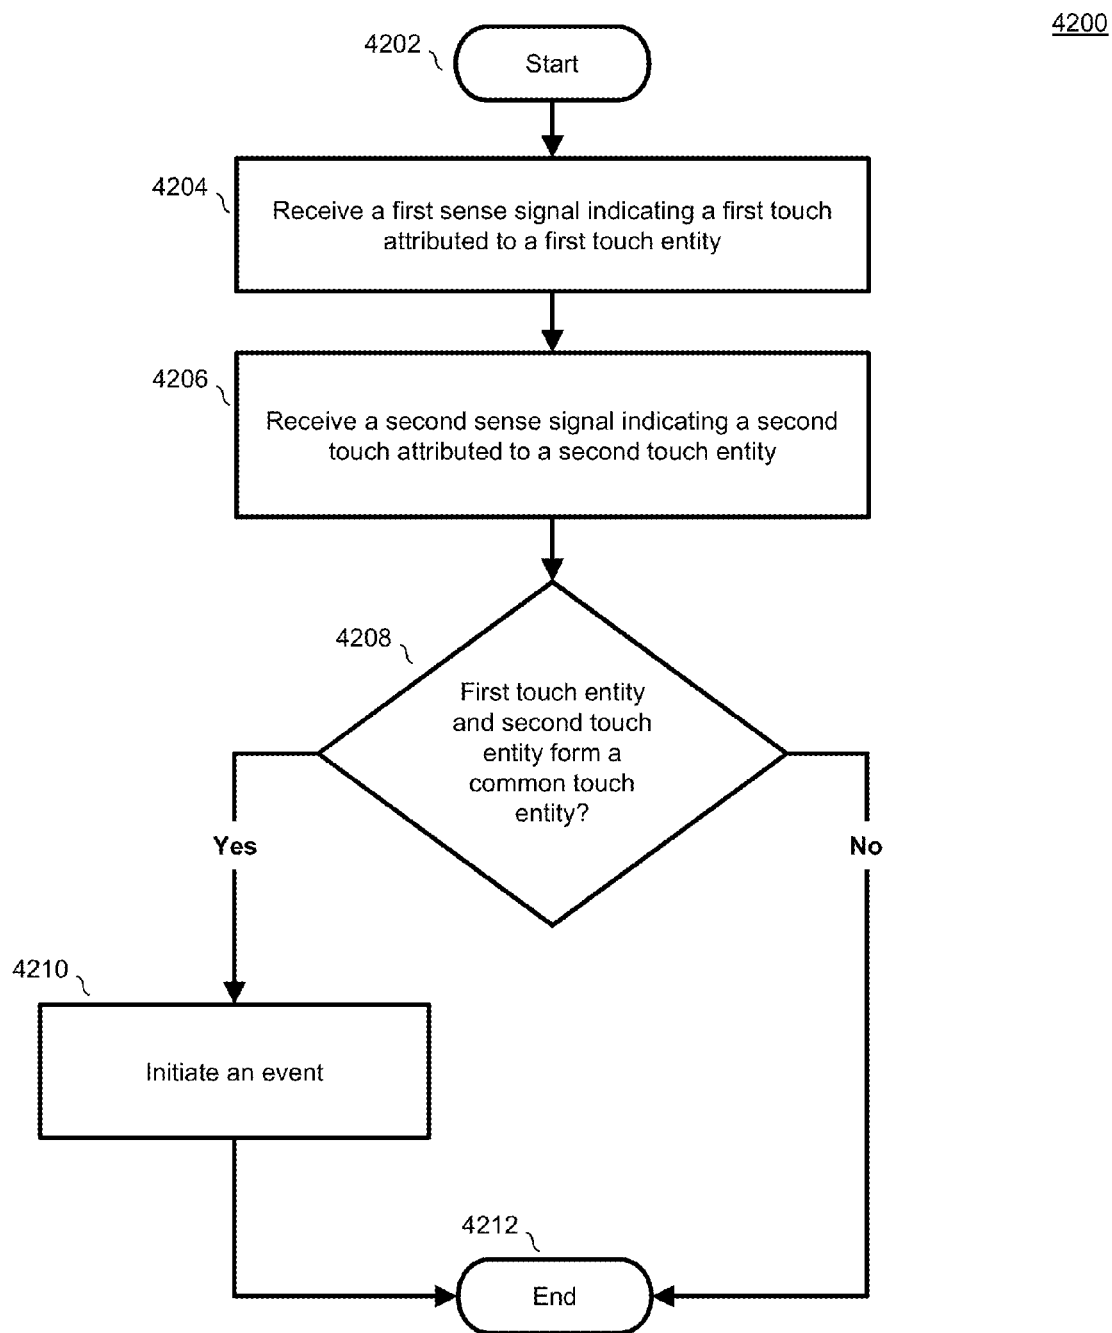 4200
4202
Start
4204
Receive a first sense signal indicating a first touch
attributed to a first touch entity
4206
Receive a second sense signal indicating a second
touch attributed to a second touch entity
4208
First touch entity
and second touch
entity form a
common touch
entity?
Yes
No
4210
Initiate an event
4212
End